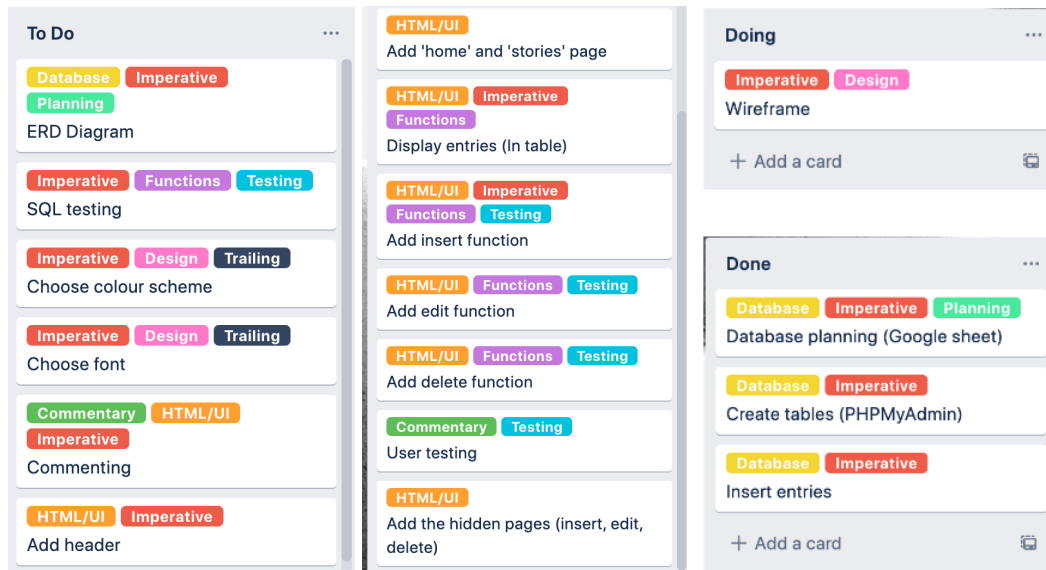 To Do
Database Imperative
Planning
ERD Diagram
Imperative Functions Testing
SQL testing
Imperative Design Trailing
Choose colour scheme
Imperative Design Trailing
Choose font
Commentary HTML/UI
Imperative
Commenting
HTML/UI Imperative
Add header
HTML/UI
Add 'home' and 'stories' page
HTML/UI Imperative
Functions
Display entries (In table)
HTML/UI Imperative
Functions Testing
Add insert function
HTML/UI Functions Testing
Add edit function
HTML/UI Functions Testing
Add delete function
Commentary Testing
User testing
HTML/UI
Add the hidden pages (insert, edit,
delete)
Doing
Imperative Design
Wireframe
+ Add a card
Done
Database Imperative Planning
Database planning (Google sheet)
Database Imperative
Create tables (PHPMyAdmin)
Database Imperative
Insert entries
+ Add a card